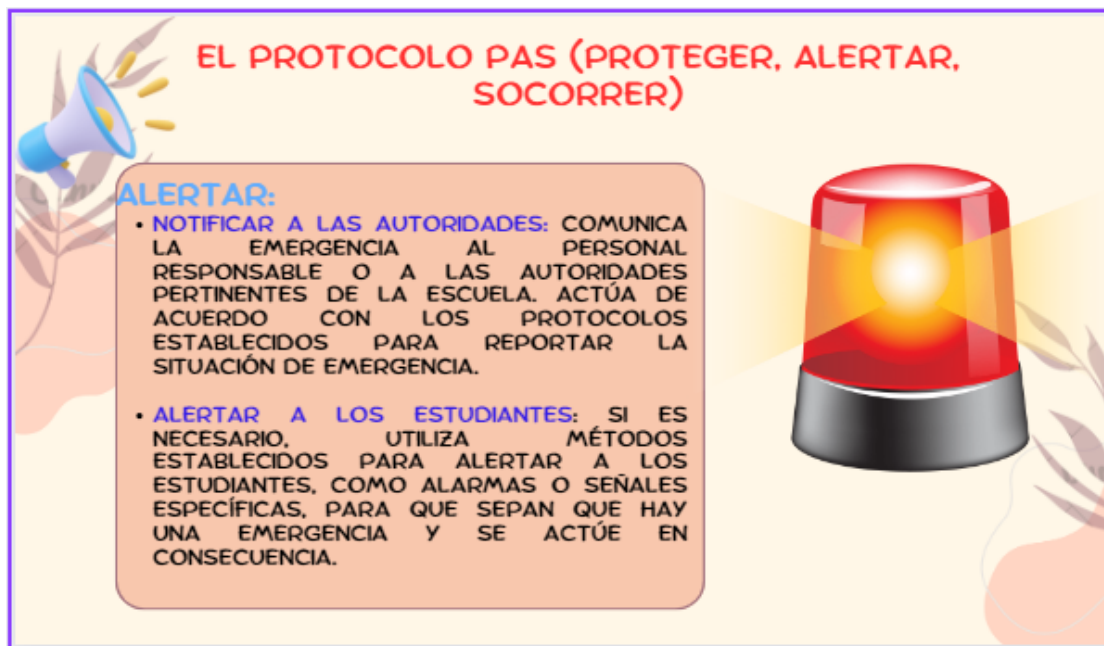 EL PROTOCOLO PAS (PROTEGER, ALERTAR,
SOCORRER)
ALERTAR:
• NOTIFICAR A LAS AUTORIDADES: COMUNICA
LA EMERGENCIA AL PERSONAL
RESPONSABLE O A LAS AUTORIDADES
PERTINENTES DE LA ESCUELA. ACTÚA DE
ACUERDO CON LOS PROTOCOLOS
ESTABLECIDOS PARA REPORTAR LA
SITUACIÓN DE EMERGENCIA.
• ALERTAR A LOS ESTUDIANTES: SI ES
NECESARIO, UTILIZA MÉTODOS
ESTABLECIDOS PARA ALERTAR A LOS
ESTUDIANTES, COMO ALARMAS O SEÑALES
ESPECÍFICAS, PARA QUE SEPAN QUE HAY
UNA EMERGENCIA Y SE ACTÚE EN
CONSECUENCIA.